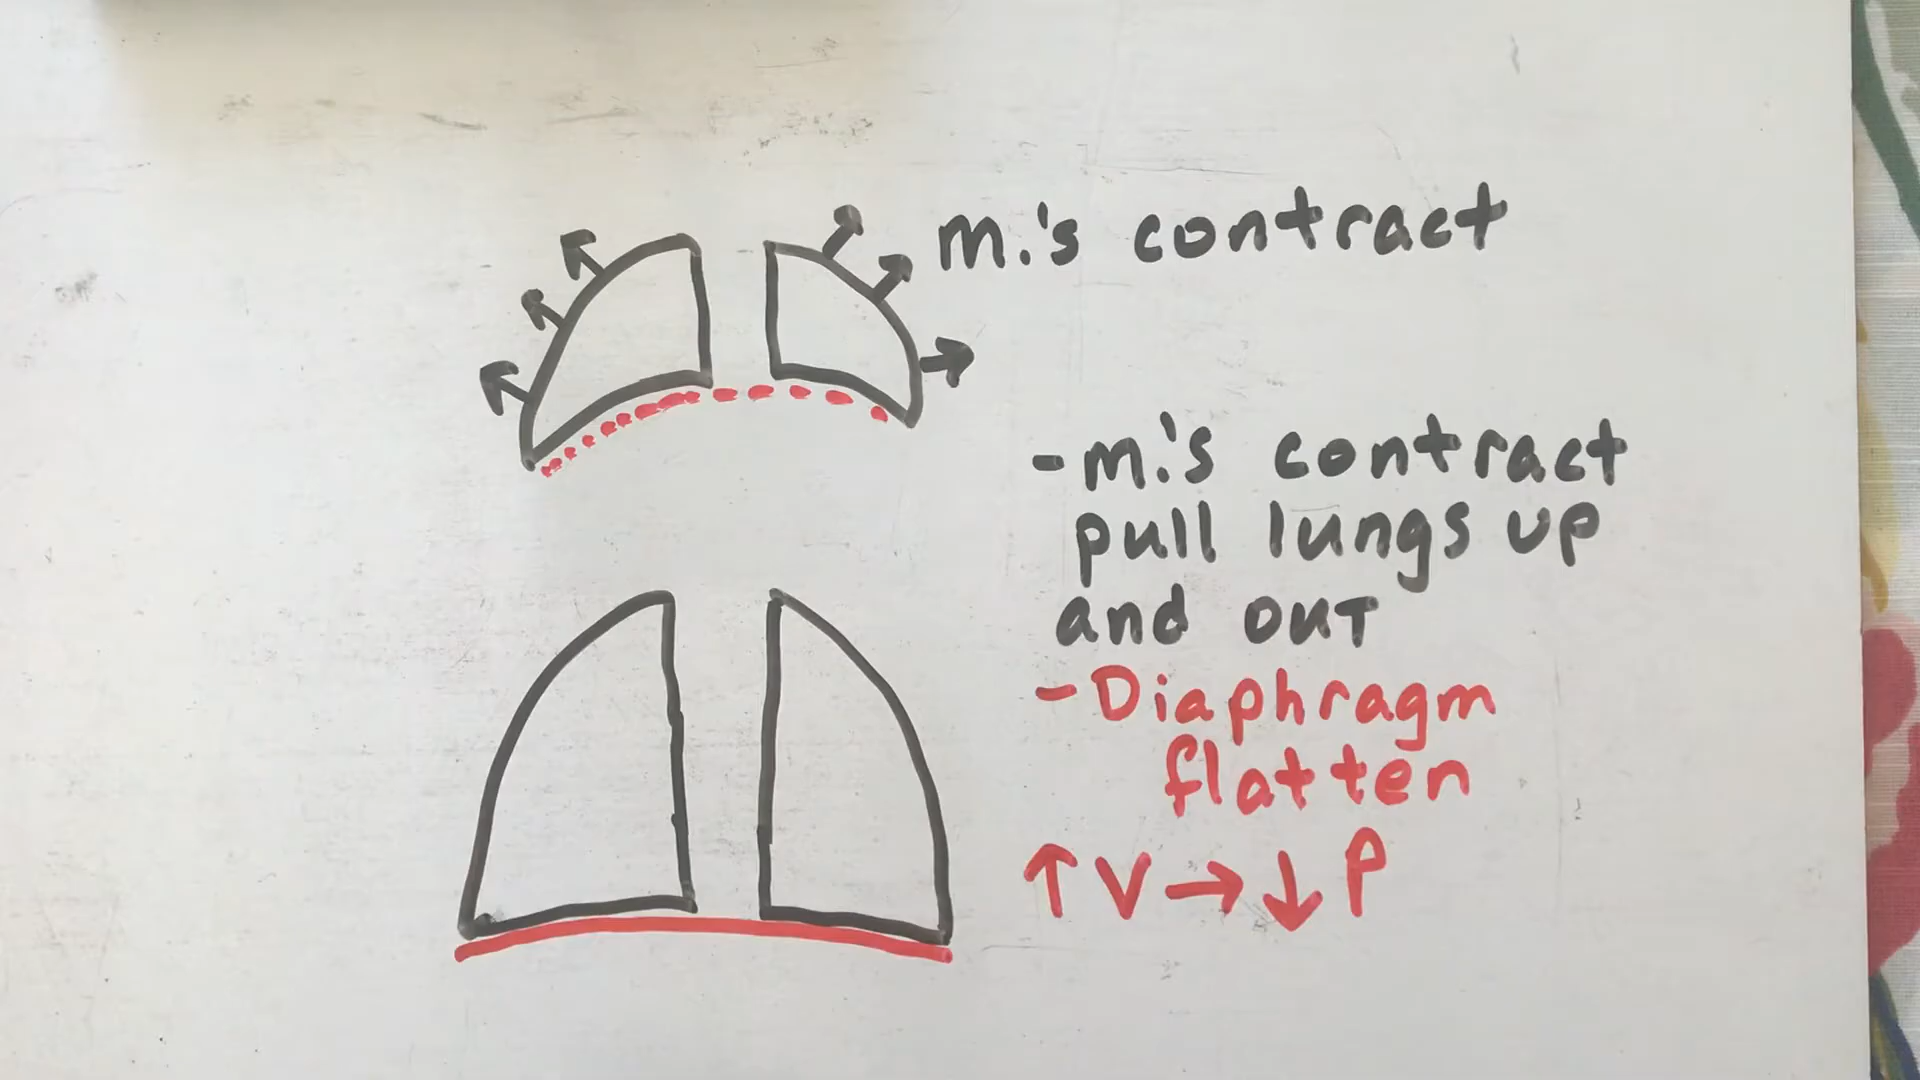 m.'s contract
-m.'s contract
pull lungs up
and out
-Diaphragm
flatten
↑V→↓P